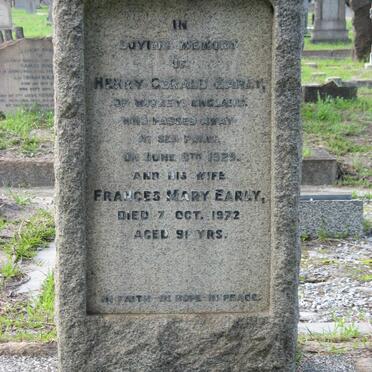 IN
LOVING MEMORY
OF
HENRY GERALD EARLY,
OF ENGLAND,
WHO PASSED AWAY
AT SEA POINT,
ON JUNE 8TH 1929.
AND HIS WIFE
FRANCES MARY EARLY,
DIED 7 OCT. 1972
AGED 91 YRS.
IN FAITH · IN HOPE · IN PEACE.